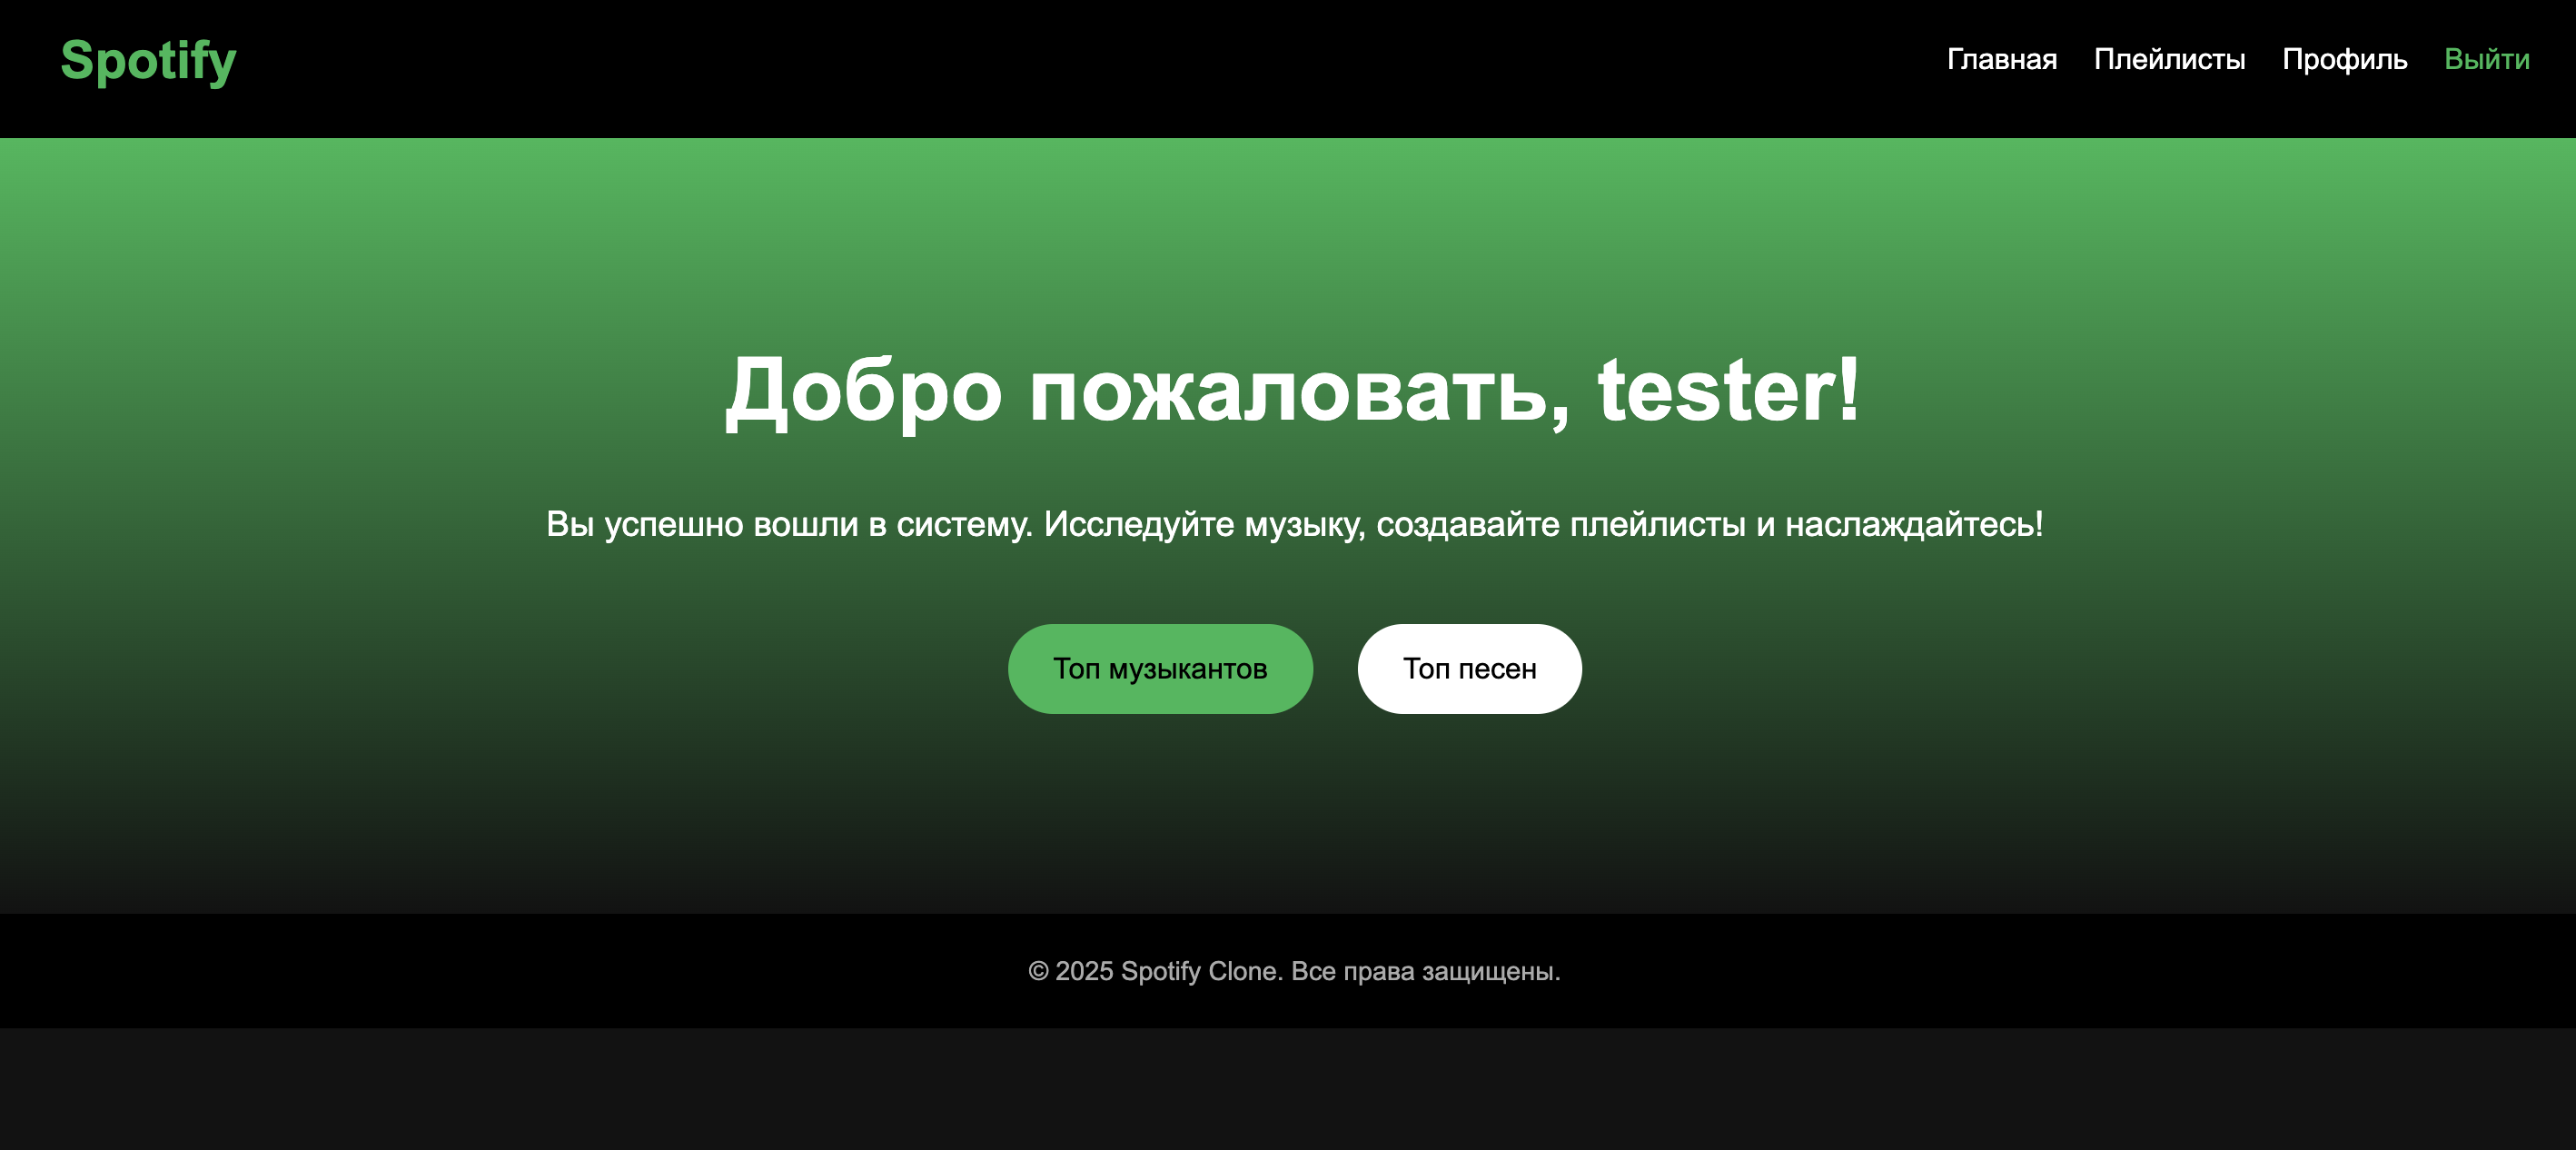 Spotify
Главная Плейлисты Профиль Выйти
Добро пожаловать, tester!
Вы успешно вошли в систему. Исследуйте музыку, создавайте плейлисты и наслаждайтесь!
Топ музыкантов Топ песен
© 2025 Spotify Clone. Все права защищены.